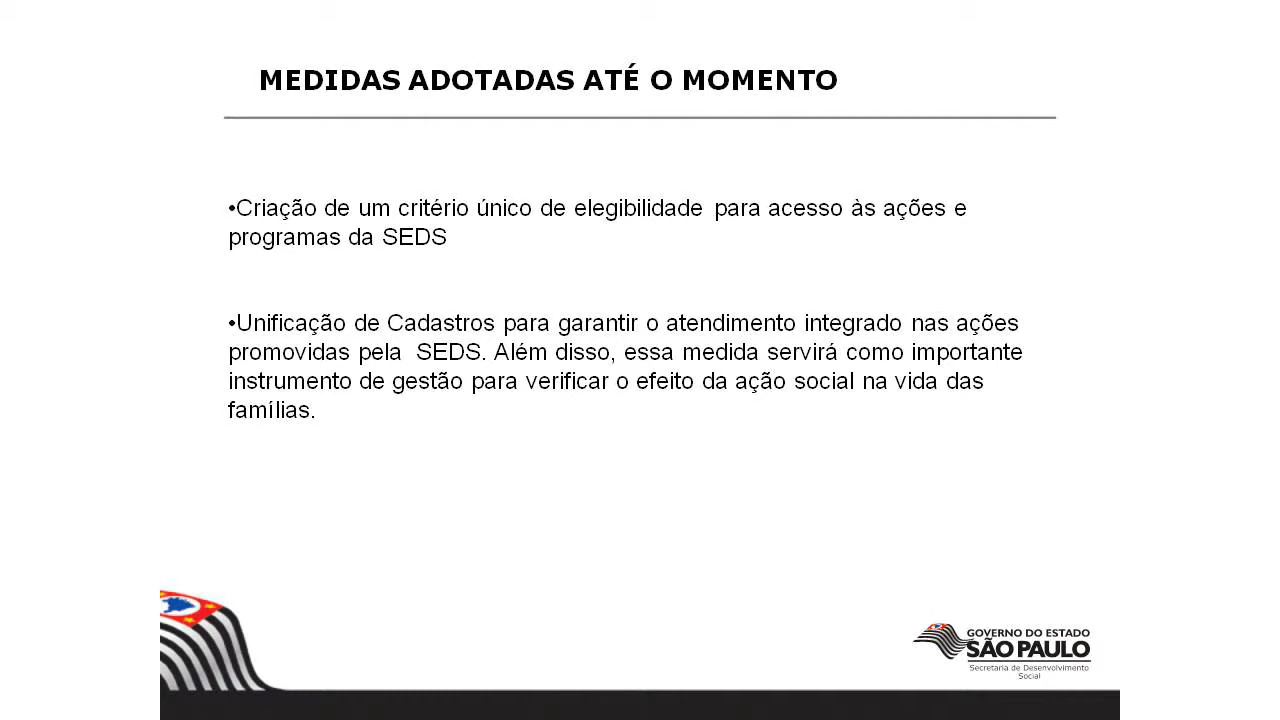 MEDIDAS ADOTADAS ATÉ O MOMENTO
•Criação de um critério único de elegibilidade para acesso às ações e
programas da SEDS
•Unificação de Cadastros para garantir o atendimento integrado nas ações
promovidas pela SEDS. Além disso, essa medida servirá como importante
instrumento de gestão para verificar o efeito da ação social na vida das
famílias.
GOVERNO DO ESTADO
SÃO PAULO
Secretaria de Desenvolvimento
Social